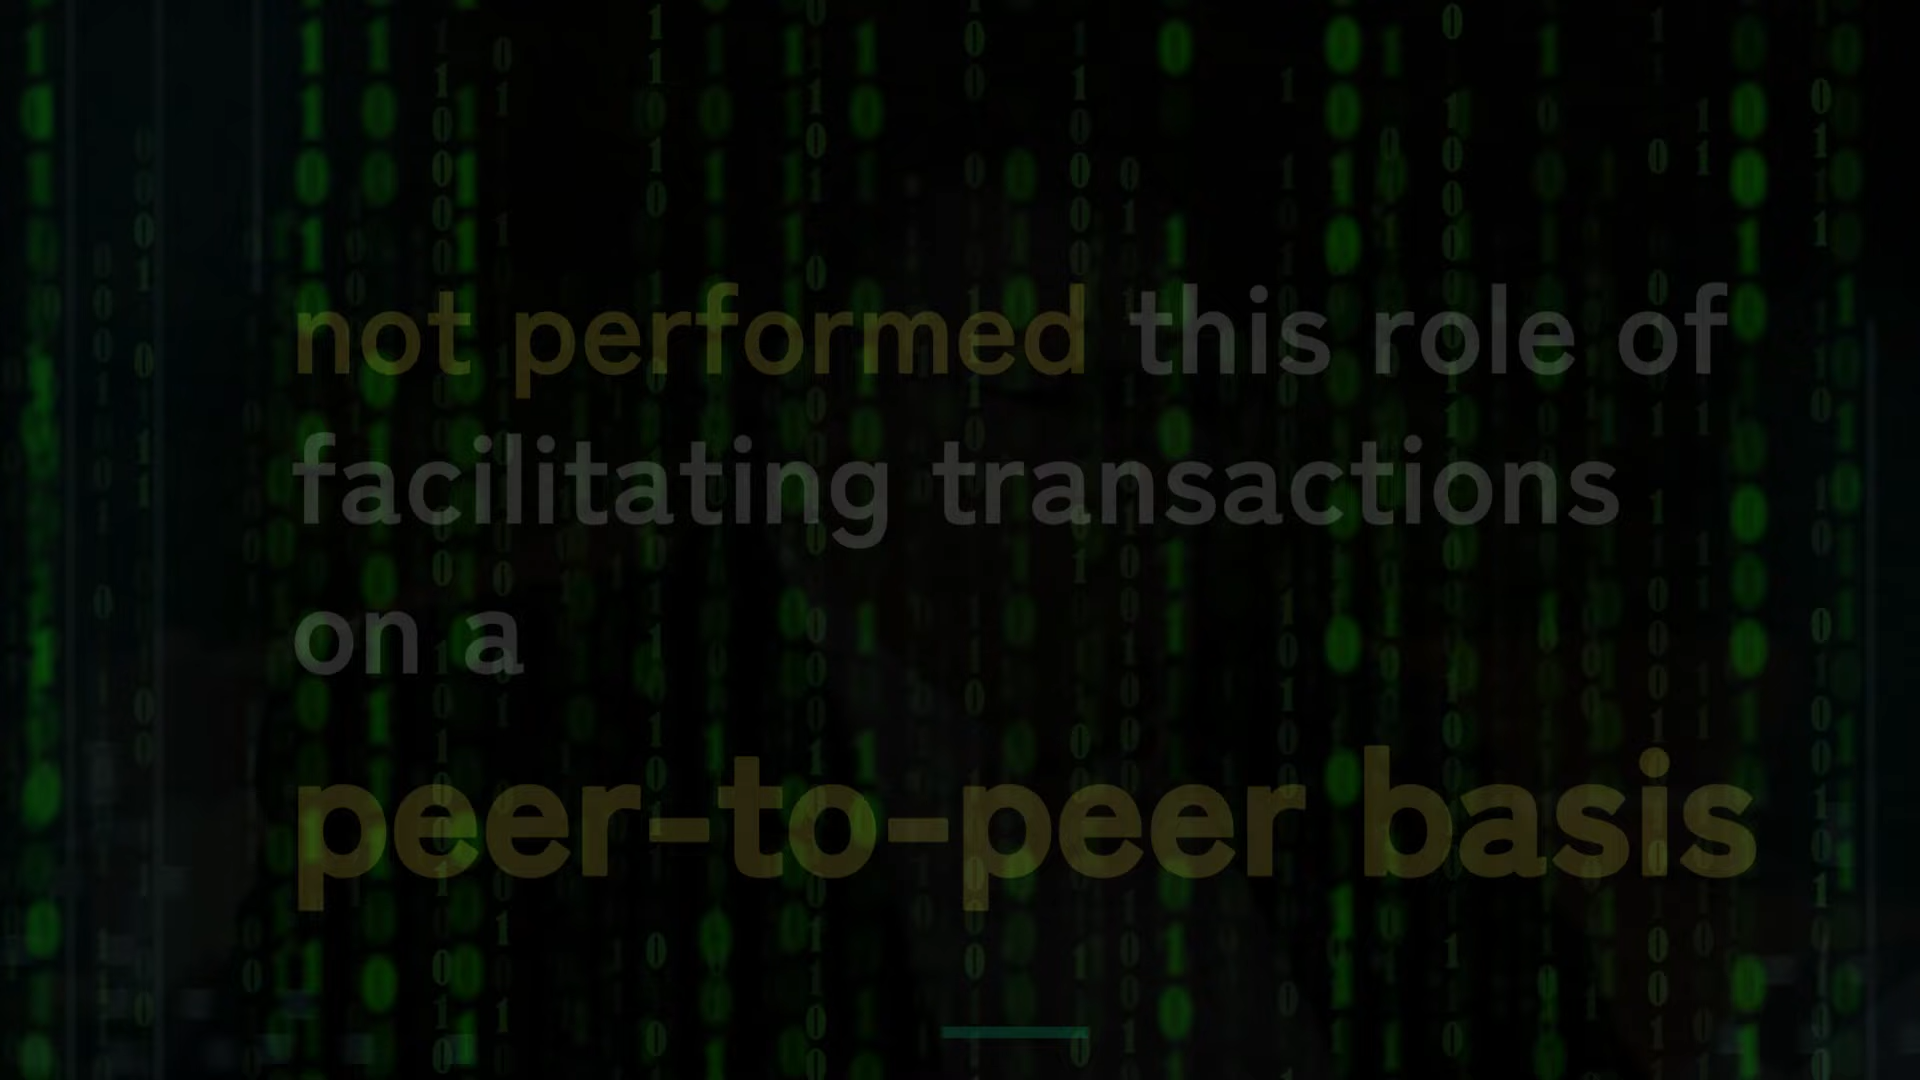 not performed this role of
facilitating transactions
on a
peer-to-peer basis